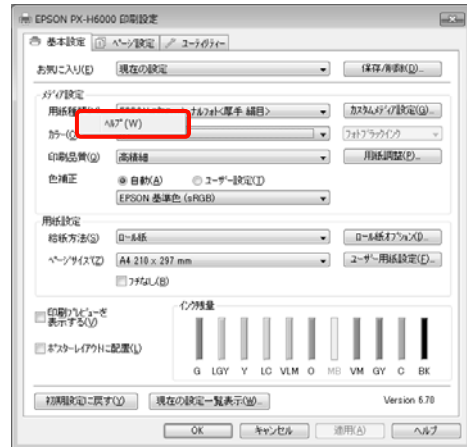 EPSON PX-H6000 印刷設定
基本設定 ページ設定 ユーティリティー
お気に入り(E) 現在の設定 保存/削除(D)...
メディア設定
用紙種類 カスタムメディア設定(G)...
ヘルプ(W)
カラー フォトブラックインク
印刷品質(Q) 高精細 用紙調整(P)...
色補正 自動(A) ユーザー設定(T)
EPSON 基準色 (sRGB)
用紙設定
給紙方法(S) ロール紙 ロール紙オプション(I)...
ページサイズ(Z) A4 210 x 297 mm ユーザー用紙設定(F)...
フチなし(B)
インク残量
印刷プレビューを
表示する(V)
ポスターレイアウトに配置(L)
G LGY Y LC VLM O MB VM GY C BK
初期設定に戻す(Y) 現在の設定一覧表示(W)... Version 6.70
OK キャンセル 適用(A) ヘルプ